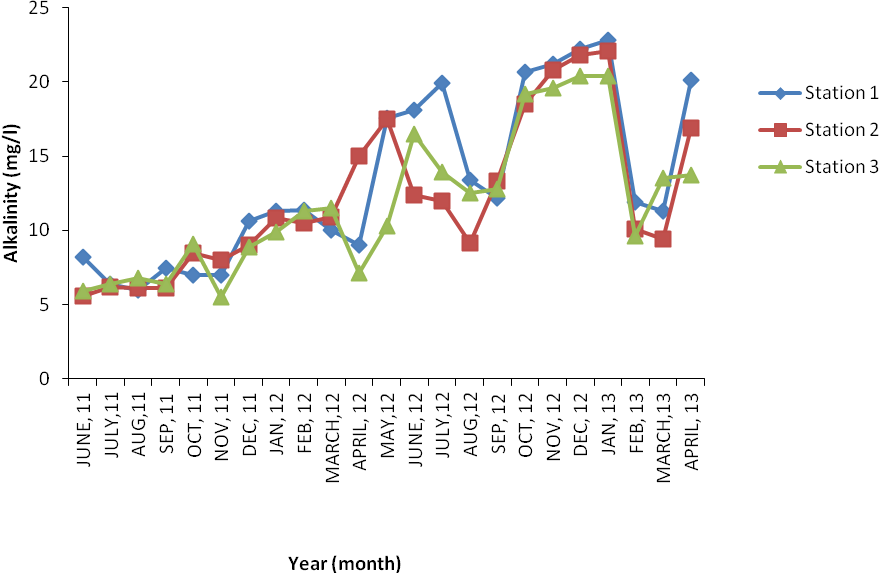 25
20
15
10
5
0
Alkalinity (mg/l)
JUNE, 11
JULY,11
AUG,11
SEP, 11
OCT, 11
NOV, 11
DEC, 11
JAN, 12
FEB, 12
MARCH,12
APRIL, 12
MAY,12
JUNE, 12
JULY,12
AUG,12
SEP, 12
OCT, 12
NOV, 12
DEC, 12
JAN, 13
FEB, 13
MARCH,13
APRIL, 13
Year (month)
Station 1
Station 2
Station 3